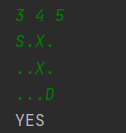 3 4 5
S.X.
..X.
...D
YES